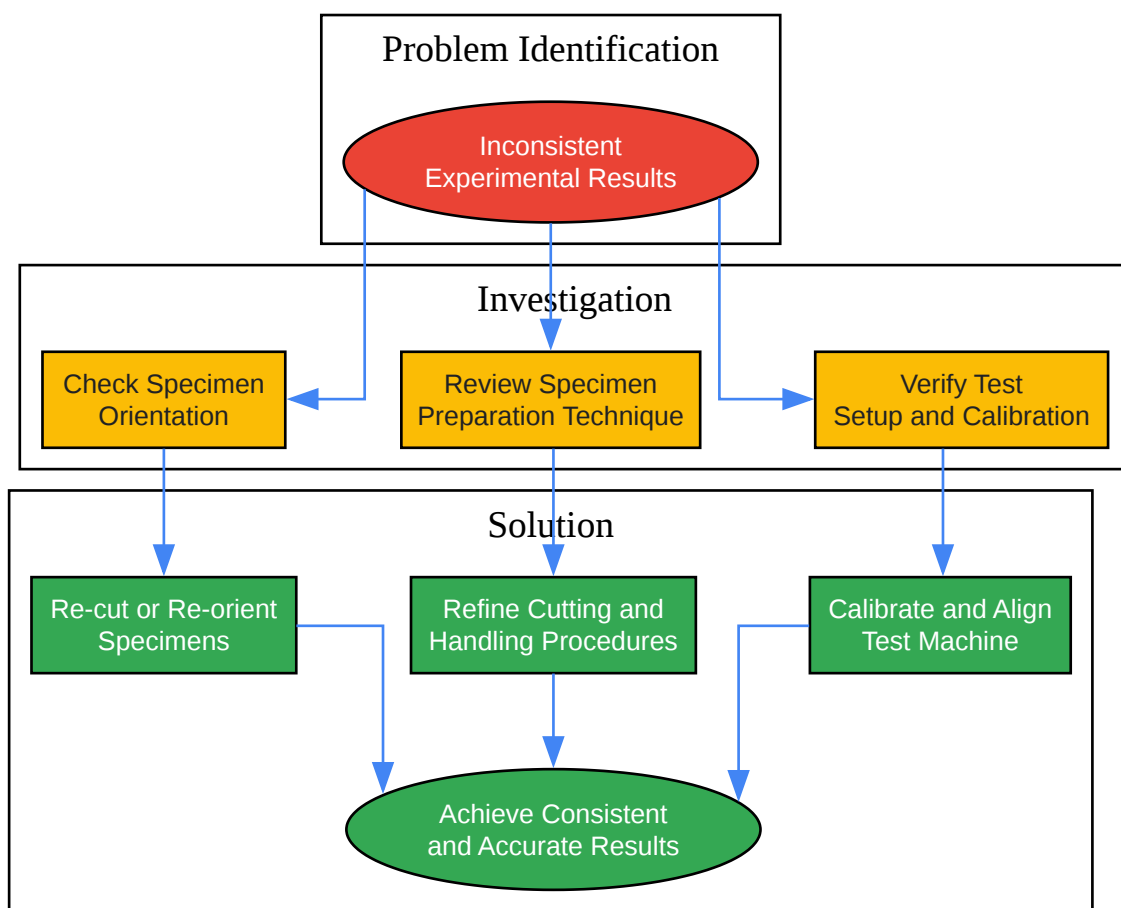 Problem Identification
Inconsistent
Experimental Results
Investigation
Check Specimen
Orientation
Review Specimen
Preparation Technique
Verify Test
Setup and Calibration
Solution
Re-cut or Re-orient
Specimens
Refine Cutting and
Handling Procedures
Calibrate and Align
Test Machine
Achieve Consistent
and Accurate Results